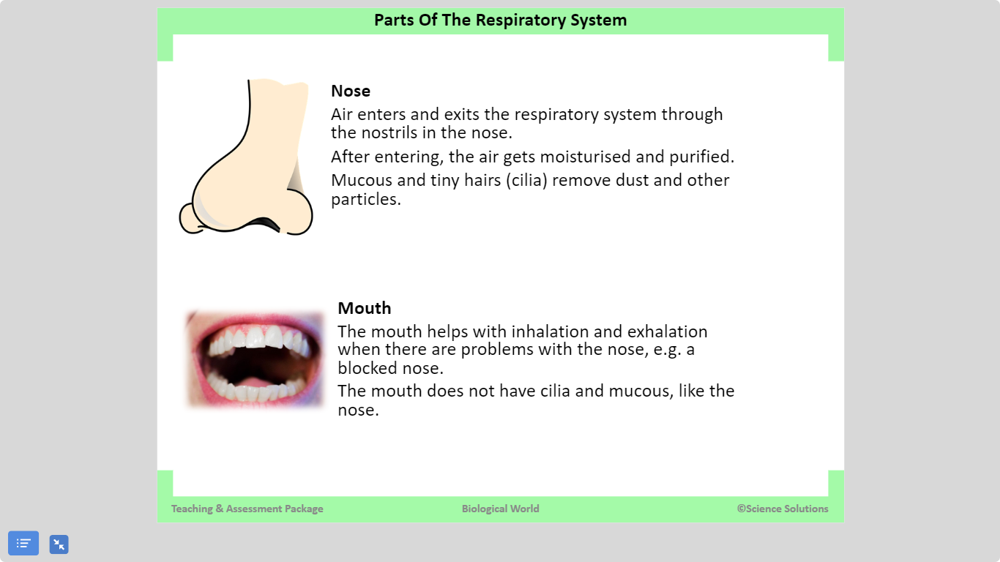 Parts Of The Respiratory System
Nose
Air enters and exits the respiratory system through
the nostrils in the nose.
After entering, the air gets moisturised and purified.
Mucous and tiny hairs (cilia) remove dust and other
particles.
Mouth
The mouth helps with inhalation and exhalation
when there are problems with the nose, e.g. a
blocked nose.
The mouth does not have cilia and mucous, like the
nose.
Teaching & Assessment Package
Biological World
©Science Solutions